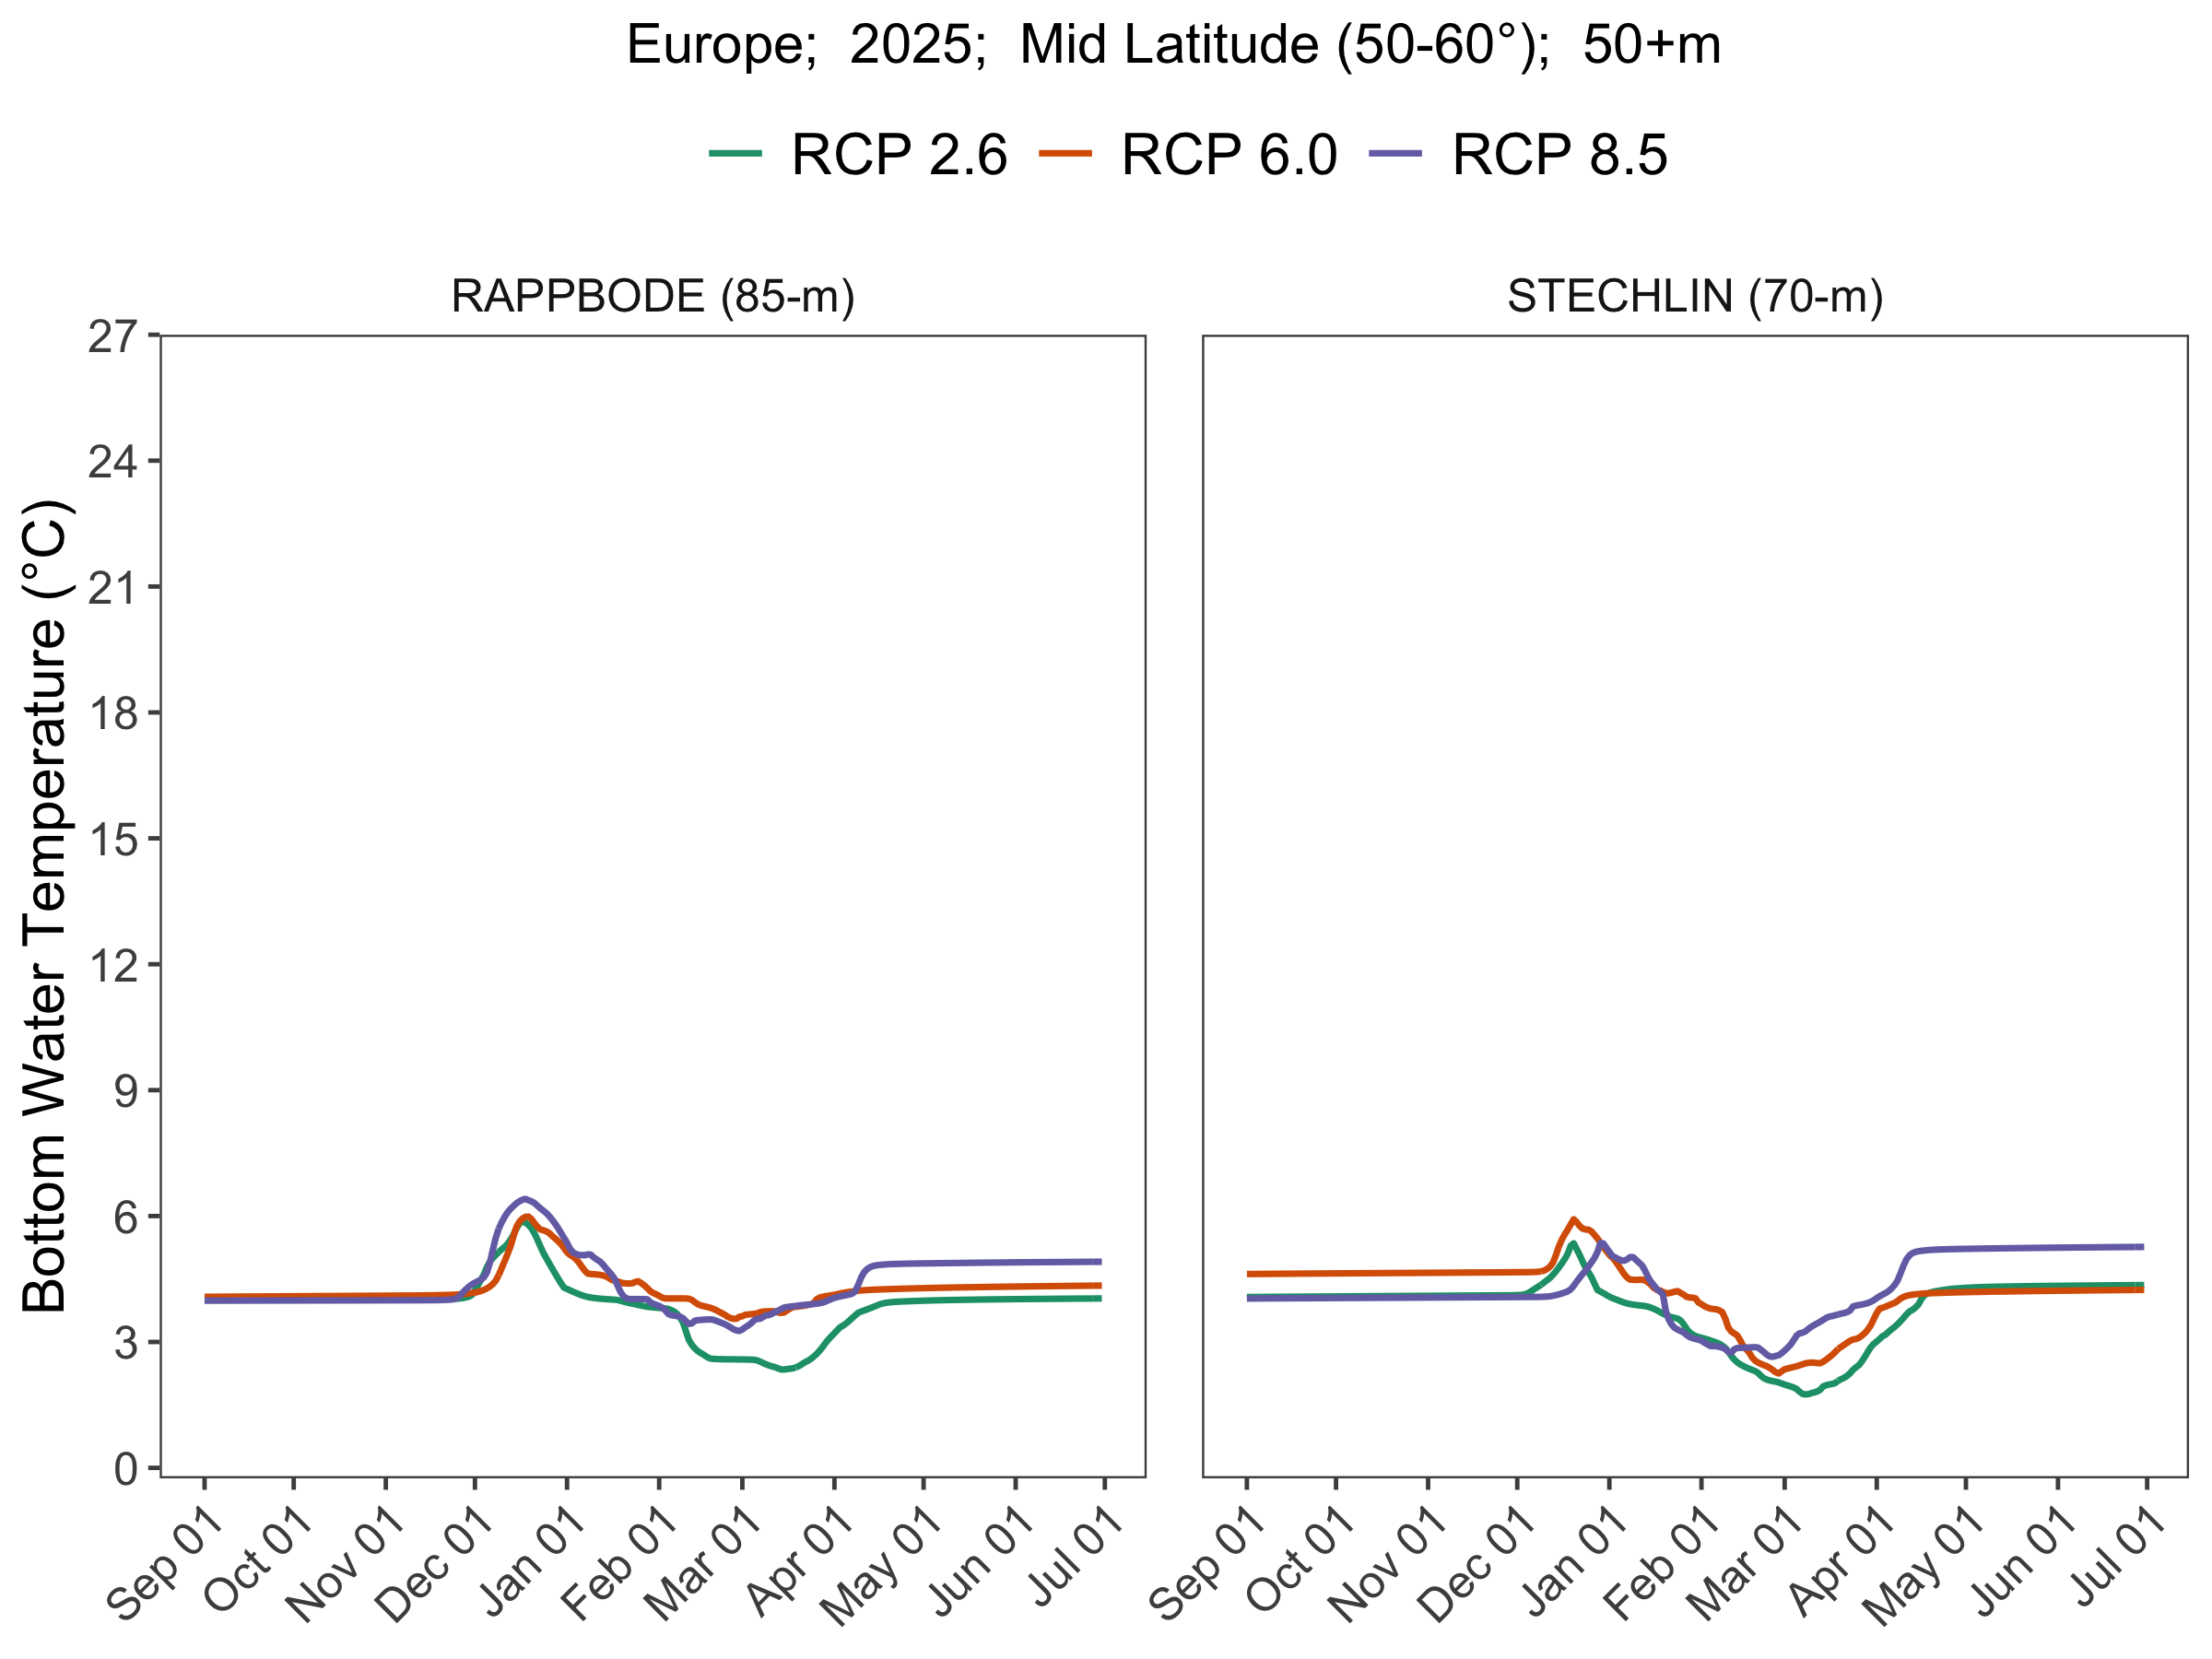 Europe;  2025;  Mid Latitude (50-60°);  50+m
RCP 2.6 RCP 6.0 RCP 8.5
RAPPBODE (85-m) STECHLIN (70-m)
Bottom Water Temperature (°C)
27
24
21
18
15
12
9
6
3
0
Sep 01 Oct 01 Nov 01 Dec 01 Jan 01 Feb 01 Mar 01 Apr 01 May 01 Jun 01 Jul 01 Sep 01 Oct 01 Nov 01 Dec 01 Jan 01 Feb 01 Mar 01 Apr 01 May 01 Jun 01 Jul 01